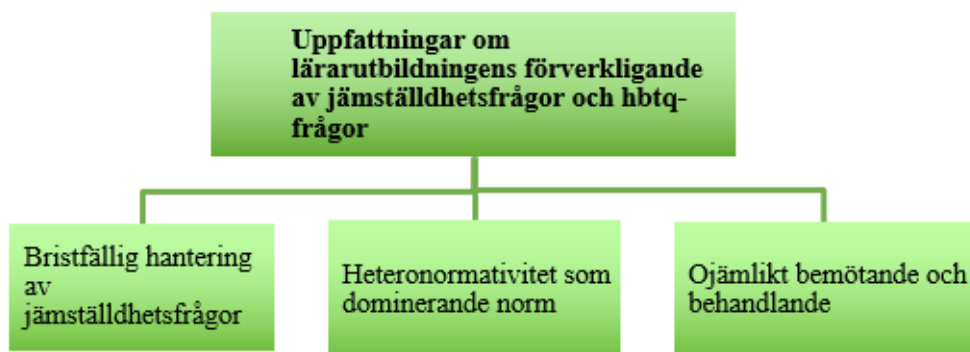 Uppfattningar om
lärarutbildningens förverkligande
av jämställdhetsfrågor och hbtq-
frågor
Bristfällig hantering
av
jämställdhetsfrågor
Heteronormativitet som
dominerande norm
Ojämlikt bemötande och
behandlande